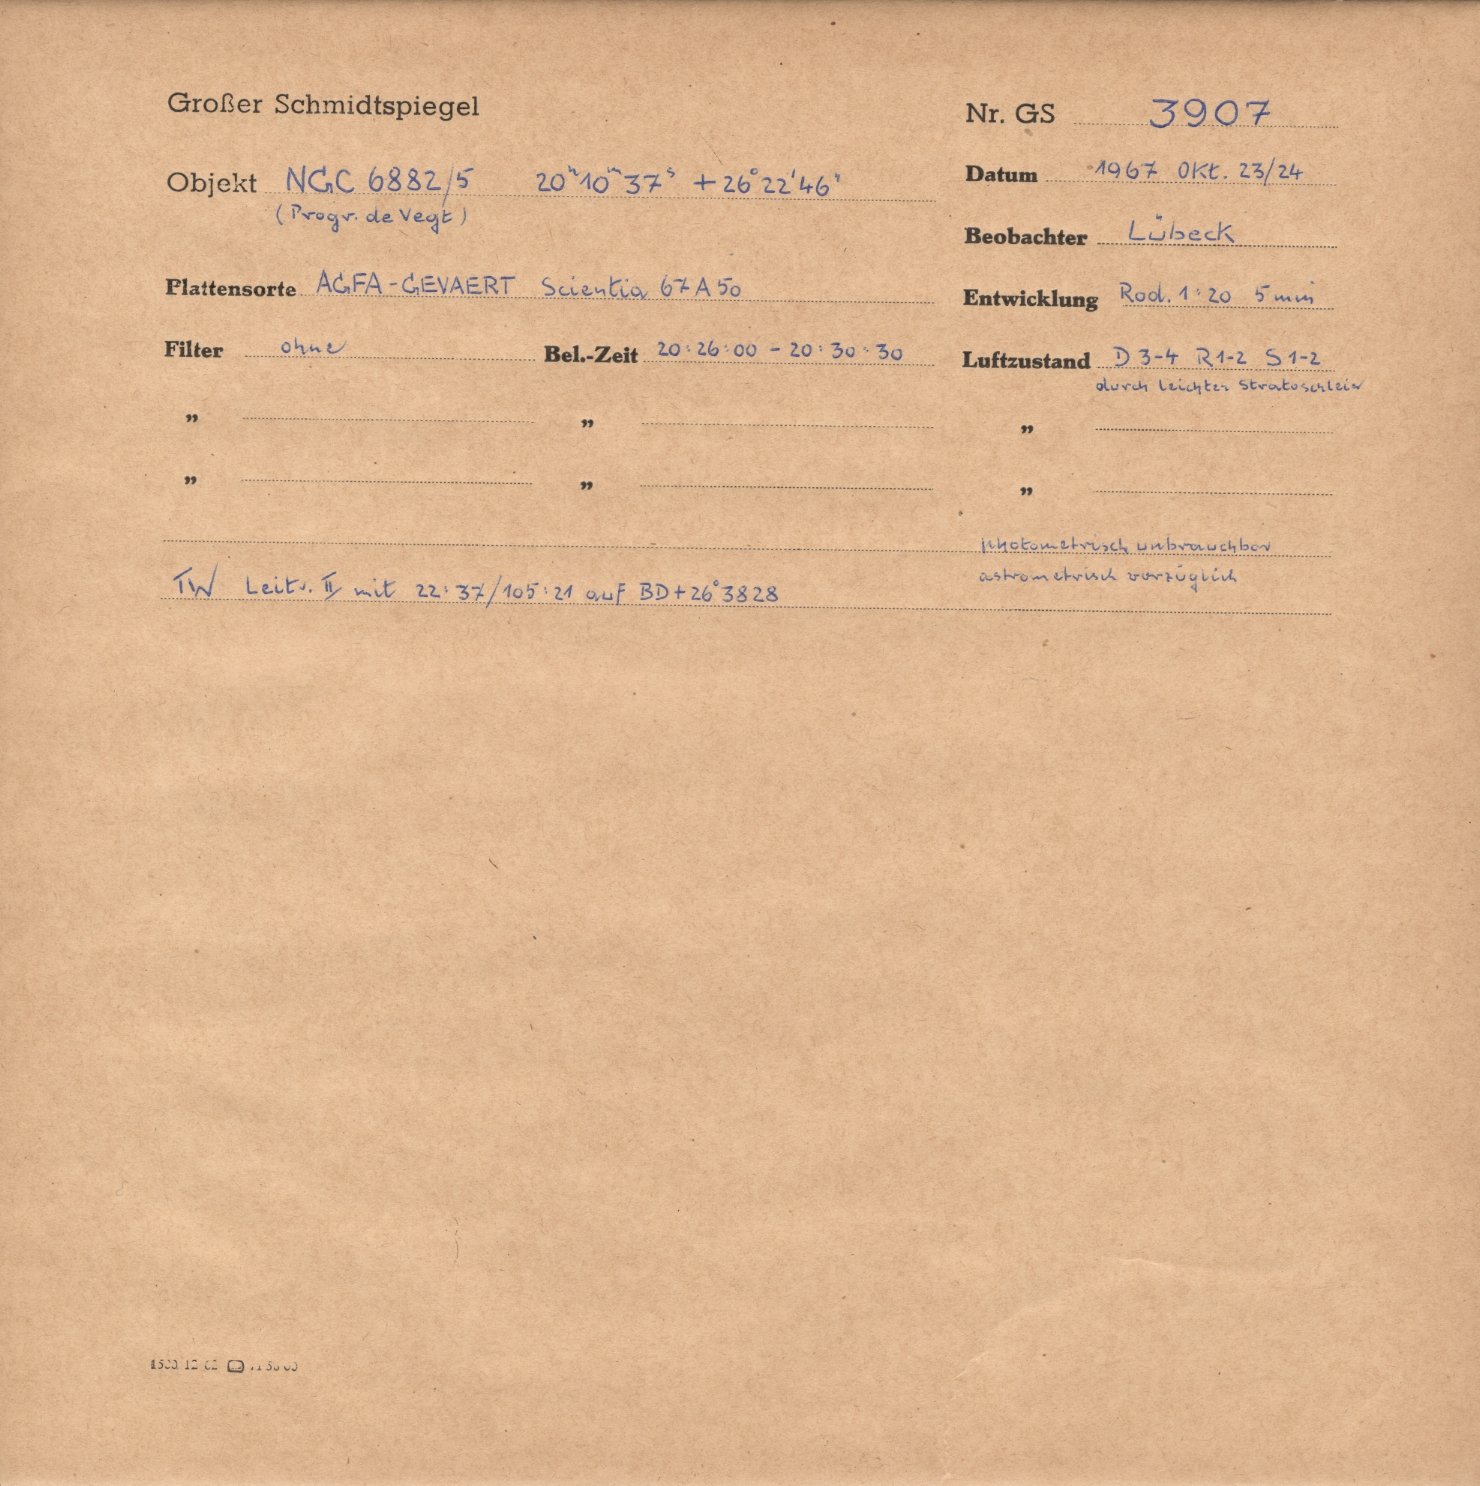 Großer Schmidtspiegel
Nr. GS 3907
Objekt NGC 6882/5 20ʰ10ᵐ37ˢ +26°22'46"
(Progr. de Vegt)
Datum 1967 Okt. 23/24
Beobachter Lübeck
Plattensorte AGFA-GEVAERT Scientia 67 A 50
Entwicklung Rod. 1:20 5 min
Filter ohne Bel.-Zeit 20:26:00 - 20:30:30
Luftzustand D 3-4 R 1-2 S 1-2
durch leichten Stratoschleier
" " "
" " "
photometrisch unbrauchbar
astrometrisch vorzüglich
TW Leitr. II mit 22:37/105:21 auf BD+26°3828